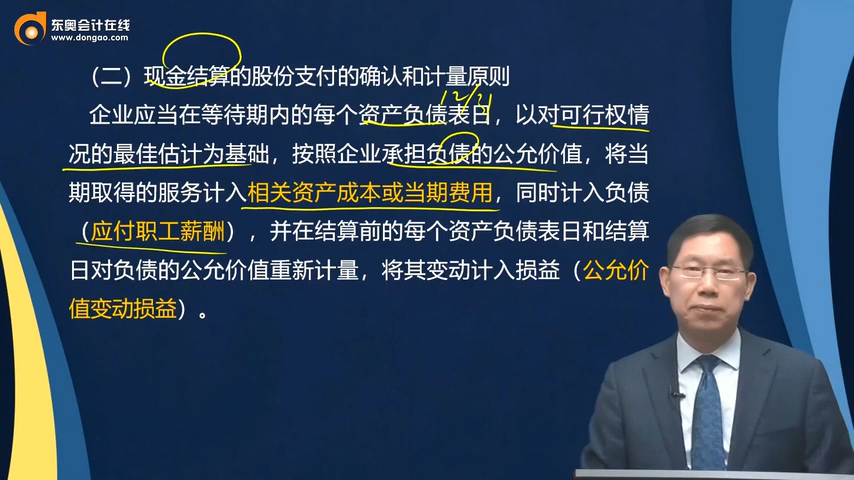 东奥会计在线
www.dongao.com
（二）现金结算的股份支付的确认和计量原则
12/31
企业应当在等待期内的每个资产负债表日，以对可行权情
况的最佳估计为基础，按照企业承担负债的公允价值，将当
期取得的服务计入相关资产成本或当期费用，同时计入负债
（应付职工薪酬），并在结算前的每个资产负债表日和结算
日对负债的公允价值重新计量，将其变动计入损益（公允价
值变动损益）。